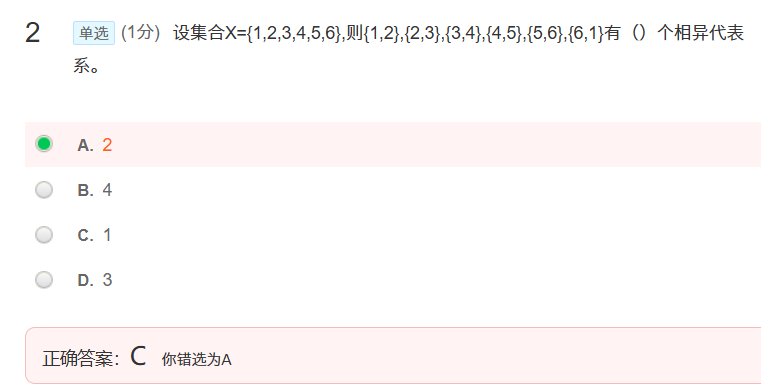 2 单选 (1分) 设集合X={1,2,3,4,5,6},则{1,2},{2,3},{3,4},{4,5},{5,6},{6,1}有（）个相异代表
系。
A. 2
B. 4
C. 1
D. 3
正确答案：C 你错选为A